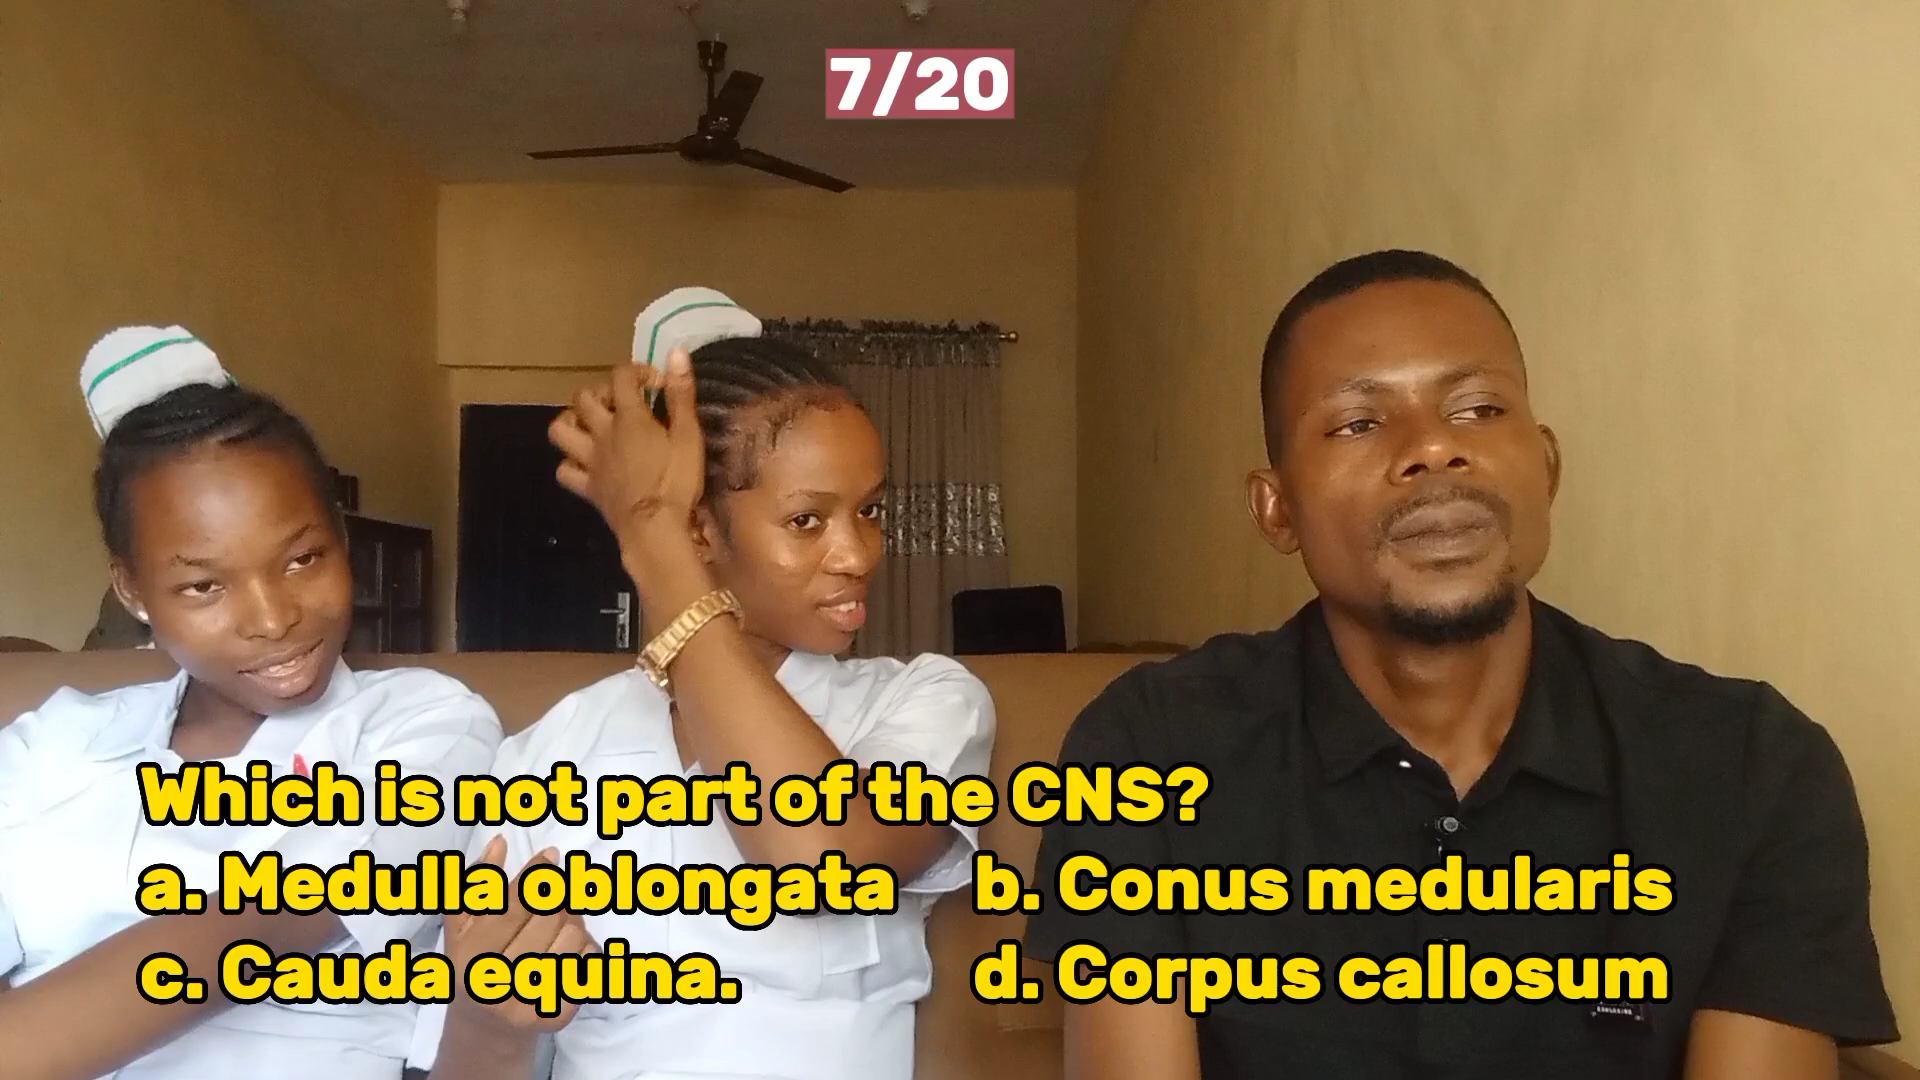 7/20
Which is not part of the CNS?
a. Medulla oblongata b. Conus medularis
c. Cauda equina. d. Corpus callosum